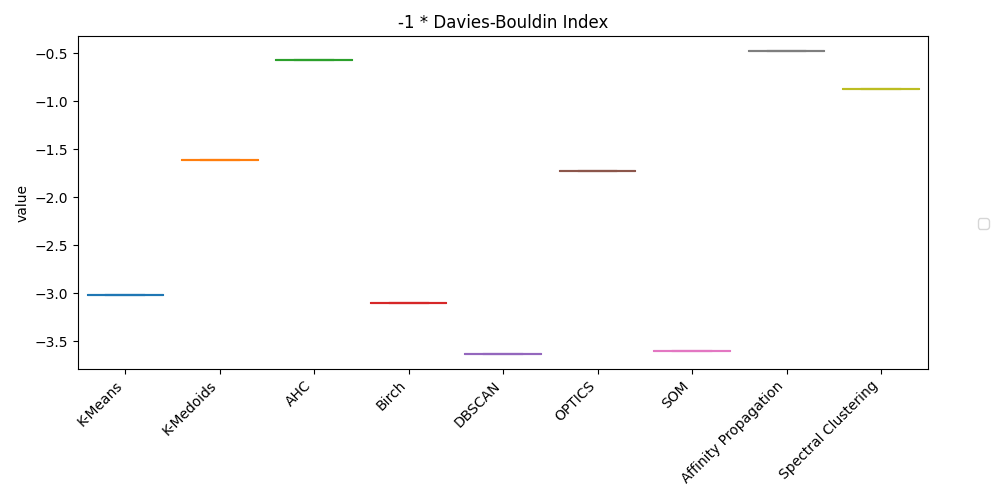 -1 * Davies-Bouldin Index
value
−0.5
−1.0
−1.5
−2.0
−2.5
−3.0
−3.5
K-Means
K-Medoids
AHC
Birch
DBSCAN
OPTICS
SOM
Affinity Propagation
Spectral Clustering